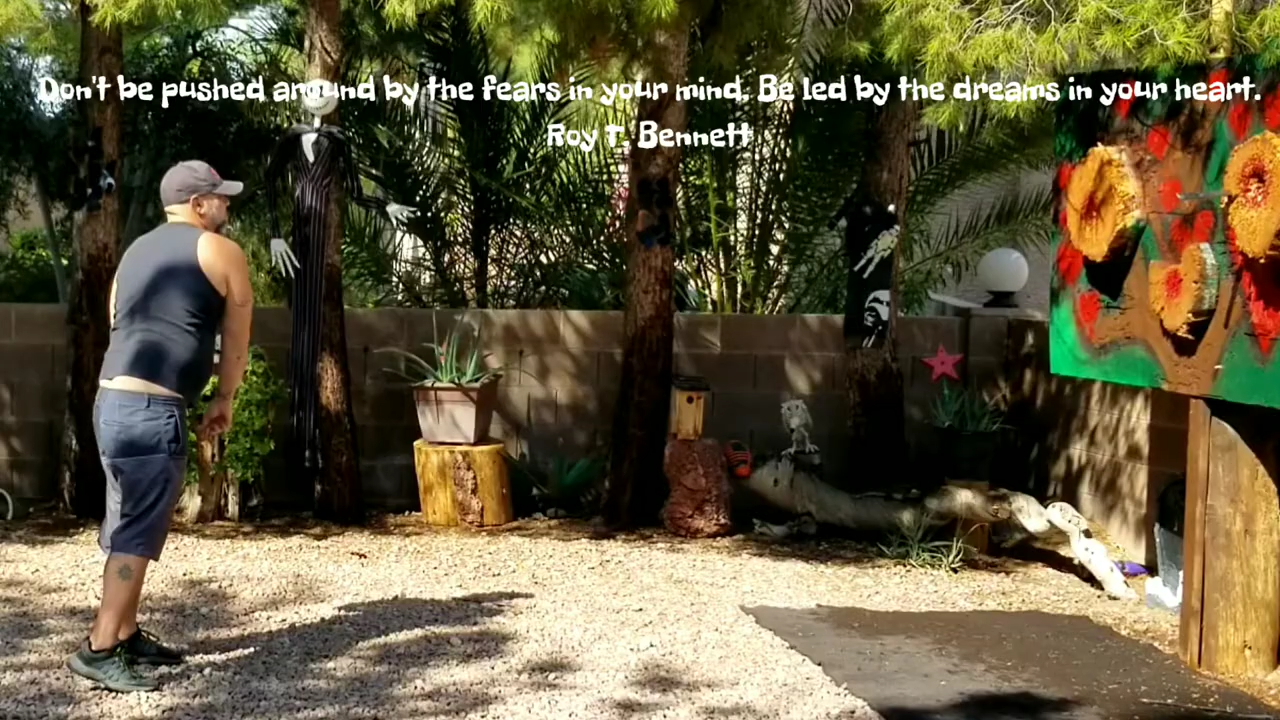 Don't be pushed around by the fears in your mind. Be led by the dreams in your heart.
Roy T. Bennett